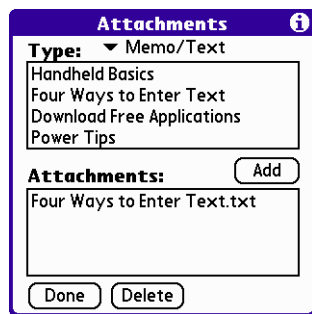 Attachments
Type: Memo/Text
Handheld Basics
Four Ways to Enter Text
Download Free Applications
Power Tips
Attachments: Add
Four Ways to Enter Text.txt
Done Delete